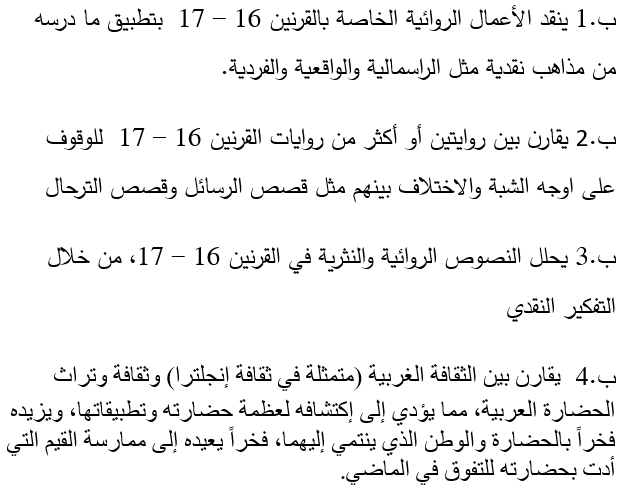 ب.1 ينقد الأعمال الروائية الخاصة بالقرنين 16 – 17 بتطبيق ما درسه
من مذاهب نقدية مثل الراسمالية والواقعية والفردية.
ب.2 يقارن بين روايتين أو أكثر من روايات القرنين 16 – 17 للوقوف
على اوجه الشبة والاختلاف بينهم مثل قصص الرسائل وقصص الترحال
ب.3 يحلل النصوص الروائية والنثرية في القرنين 16 – 17، من خلال
التفكير النقدي
ب.4 يقارن بين الثقافة الغربية (متمثلة في ثقافة إنجلترا) وثقافة وتراث
الحضارة العربية، مما يؤدي إلى إكتشافه لعظمة حضارته وتطبيقاتها، ويزيده
فخراً بالحضارة والوطن الذي ينتمي إليهما، فخراً يعيده إلى ممارسة القيم التي
أدت بحضارته للتفوق في الماضي.